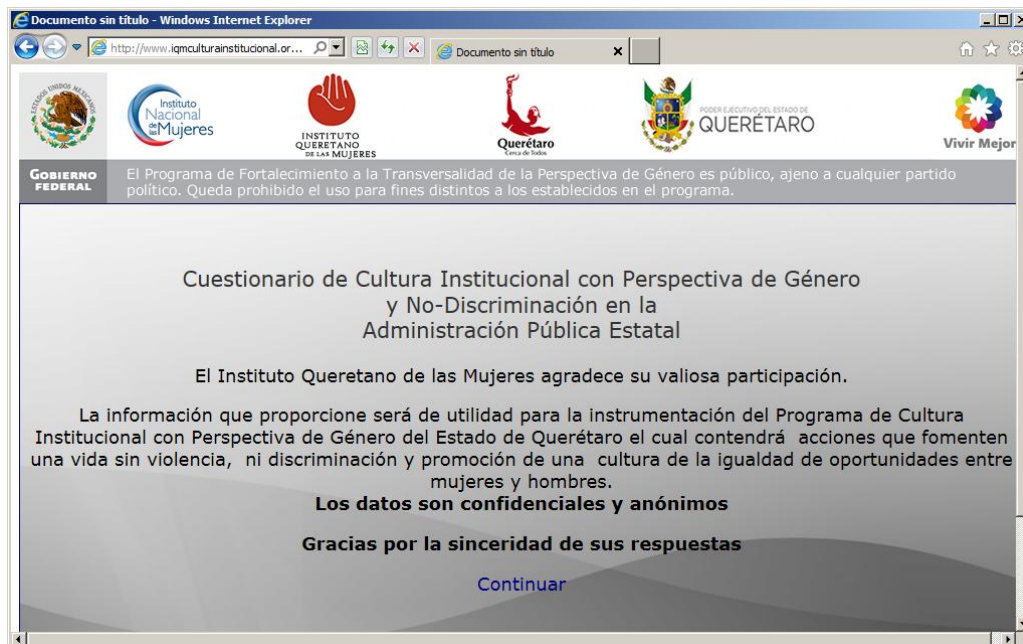 Documento sin título - Windows Internet Explorer
http://www.iqmculturainstitucional.or...
Documento sin título
ESTADOS UNIDOS MEXICANOS
Instituto
Nacional
de las
Mujeres
INSTITUTO
QUERETANO
DE LAS MUJERES
Querétaro
Cerca de Todos
PODER EJECUTIVO DEL ESTADO DE
QUERÉTARO
Vivir Mejor
GOBIERNO
FEDERAL
El Programa de Fortalecimiento a la Transversalidad de la Perspectiva de Género es público, ajeno a cualquier partido
político. Queda prohibido el uso para fines distintos a los establecidos en el programa.
Cuestionario de Cultura Institucional con Perspectiva de Género
y No-Discriminación en la
Administración Pública Estatal
El Instituto Queretano de las Mujeres agradece su valiosa participación.
La información que proporcione será de utilidad para la instrumentación del Programa de Cultura
Institucional con Perspectiva de Género del Estado de Querétaro el cual contendrá acciones que fomenten
una vida sin violencia, ni discriminación y promoción de una cultura de la igualdad de oportunidades entre
mujeres y hombres.
Los datos son confidenciales y anónimos
Gracias por la sinceridad de sus respuestas
Continuar